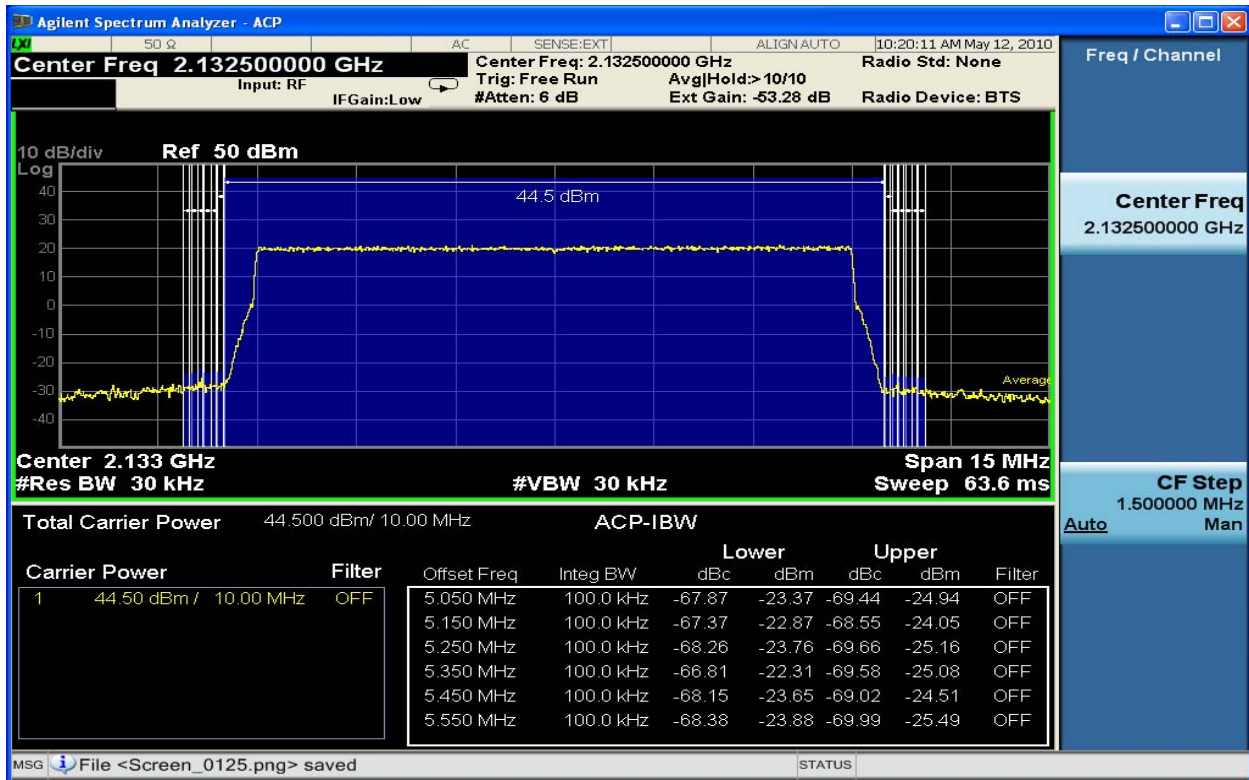 Agilent Spectrum Analyzer - ACP
LXI 50 Ω AC SENSE:EXT ALIGN AUTO 10:20:11 AM May 12, 2010
Center Freq 2.132500000 GHz
Input: RF
IFGain:Low
Center Freq: 2.132500000 GHz
Trig: Free Run Avg|Hold:>10/10
#Atten: 6 dB Ext Gain: -53.28 dB
Radio Std: None
Radio Device: BTS
10 dB/div Ref 50 dBm
Log
40
30
20
10
0
-10
-20
-30
-40
44.5 dBm
Average
Center 2.133 GHz Span 15 MHz
#Res BW 30 kHz #VBW 30 kHz Sweep 63.6 ms
Total Carrier Power 44.500 dBm/ 10.00 MHz ACP-IBW
Lower Upper
Carrier Power Filter Offset Freq Integ BW dBc dBm dBc dBm Filter
1 44.50 dBm / 10.00 MHz OFF 5.050 MHz 100.0 kHz -67.87 -23.37 -69.44 -24.94 OFF
5.150 MHz 100.0 kHz -67.37 -22.87 -68.55 -24.05 OFF
5.250 MHz 100.0 kHz -68.26 -23.76 -69.66 -25.16 OFF
5.350 MHz 100.0 kHz -66.81 -22.31 -69.58 -25.08 OFF
5.450 MHz 100.0 kHz -68.15 -23.65 -69.02 -24.51 OFF
5.550 MHz 100.0 kHz -68.38 -23.88 -69.99 -25.49 OFF
Freq / Channel
Center Freq
2.132500000 GHz
CF Step
1.500000 MHz
Auto Man
MSG File <Screen_0125.png> saved STATUS